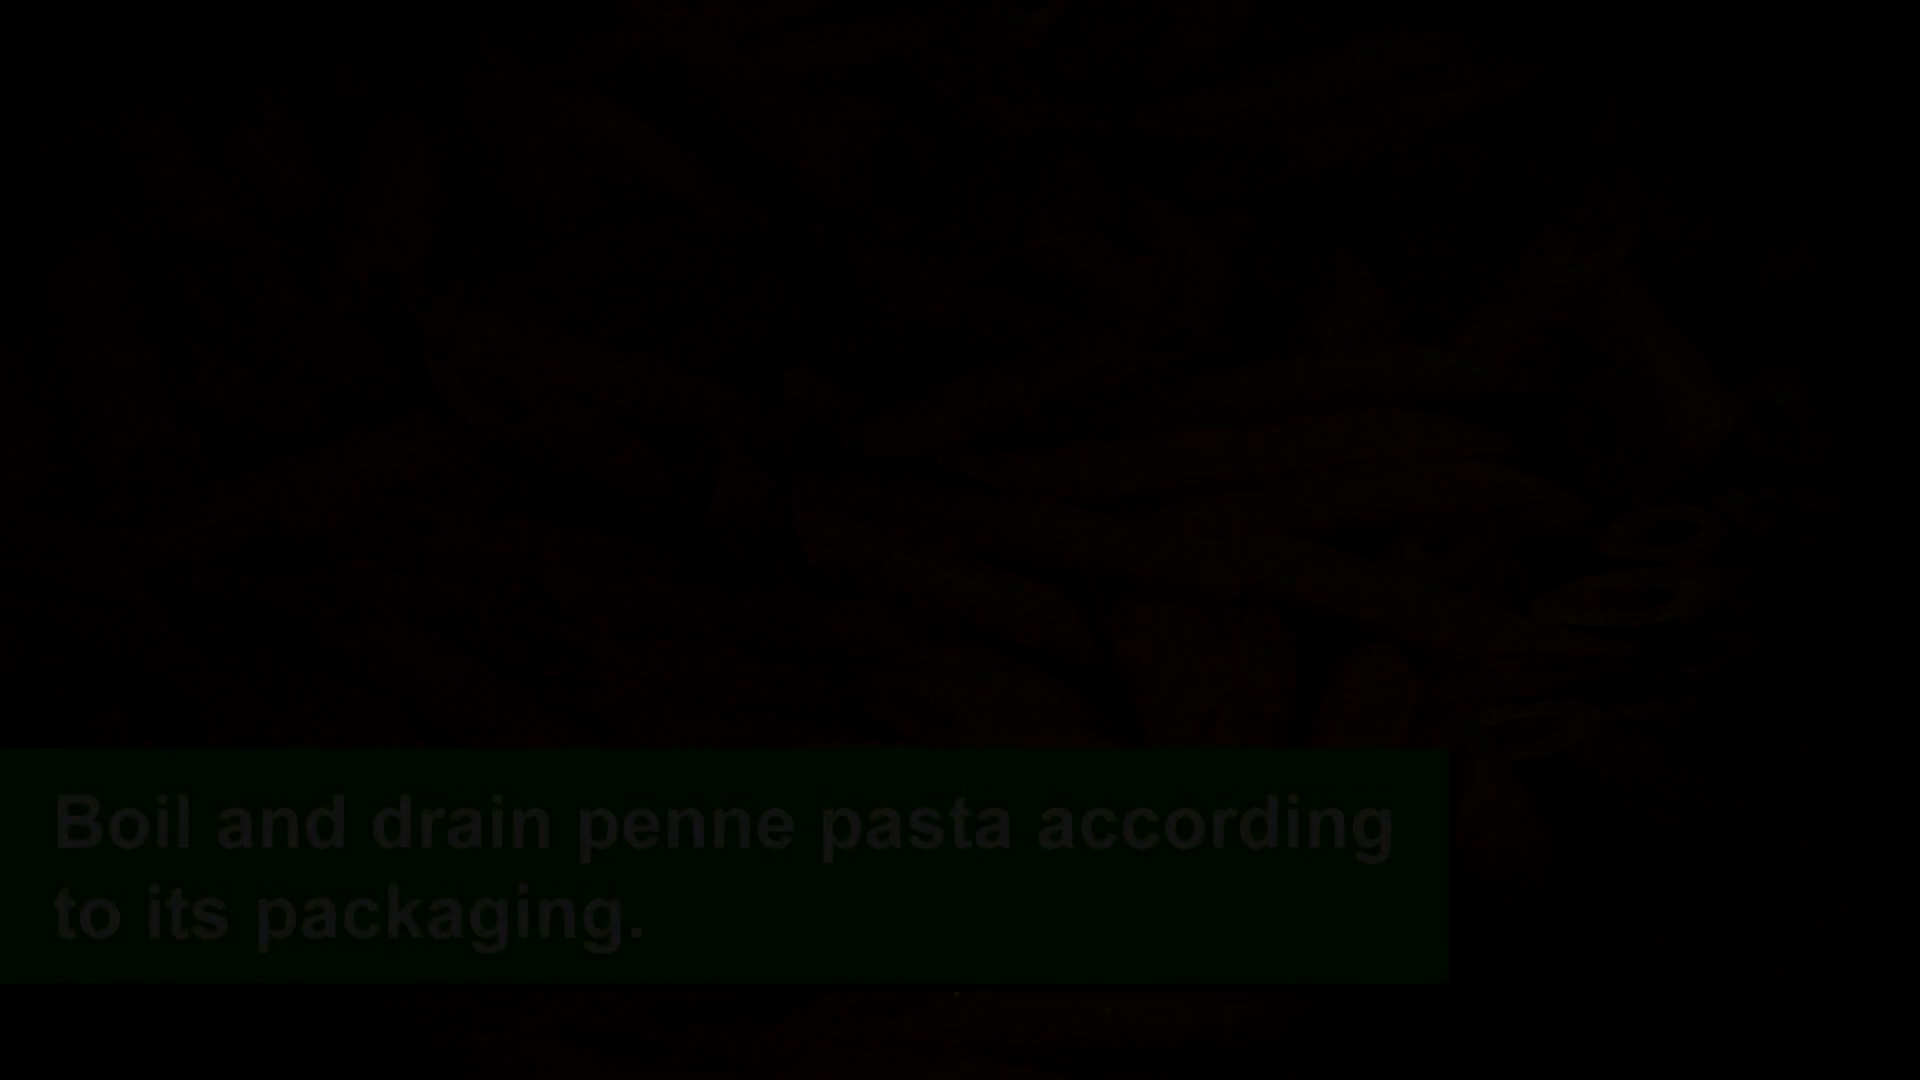 Boil and drain penne pasta according
to its packaging.